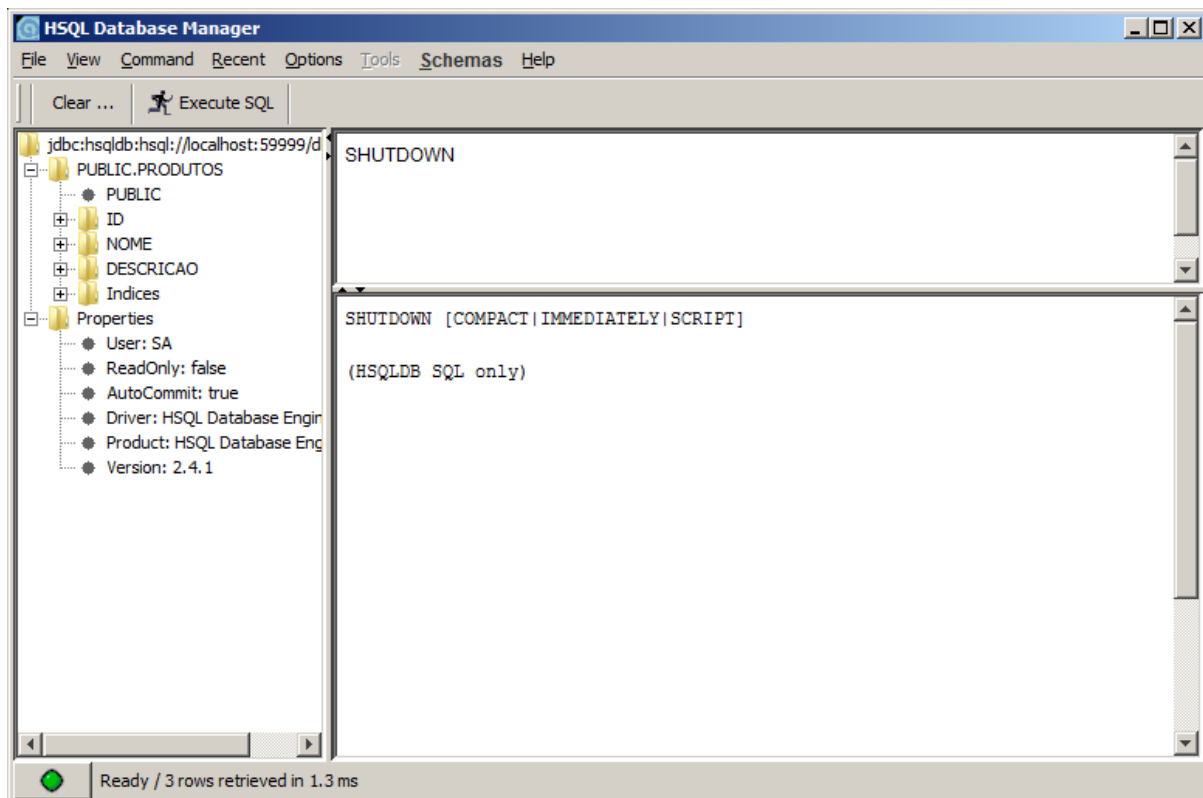 HSQL Database Manager
File View Command Recent Options Tools Schemas Help
Clear ... Execute SQL
jdbc:hsqldb:hsql://localhost:59999/d
PUBLIC.PRODUTOS
PUBLIC
ID
NOME
DESCRICAO
Indices
Properties
User: SA
ReadOnly: false
AutoCommit: true
Driver: HSQL Database Engin
Product: HSQL Database Eng
Version: 2.4.1
SHUTDOWN
SHUTDOWN [COMPACT|IMMEDIATELY|SCRIPT]
(HSQLDB SQL only)
Ready / 3 rows retrieved in 1.3 ms